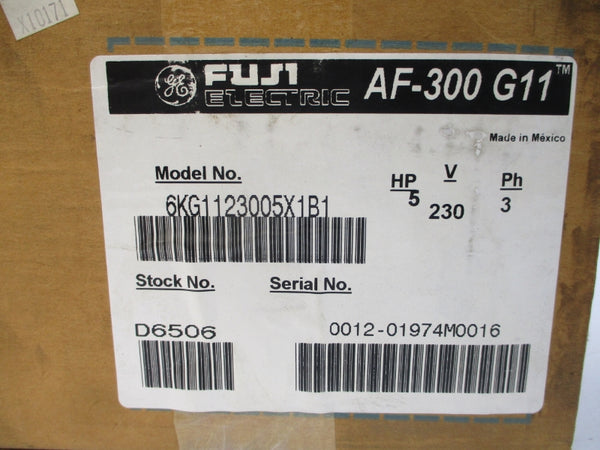 X10171
GE FUJI ELECTRIC AF-300 G11™
Made in México
Model No.
6KG1123005X1B1
HP 5
V 230
Ph 3
Stock No.
D6506
Serial No.
0012-01974M0016